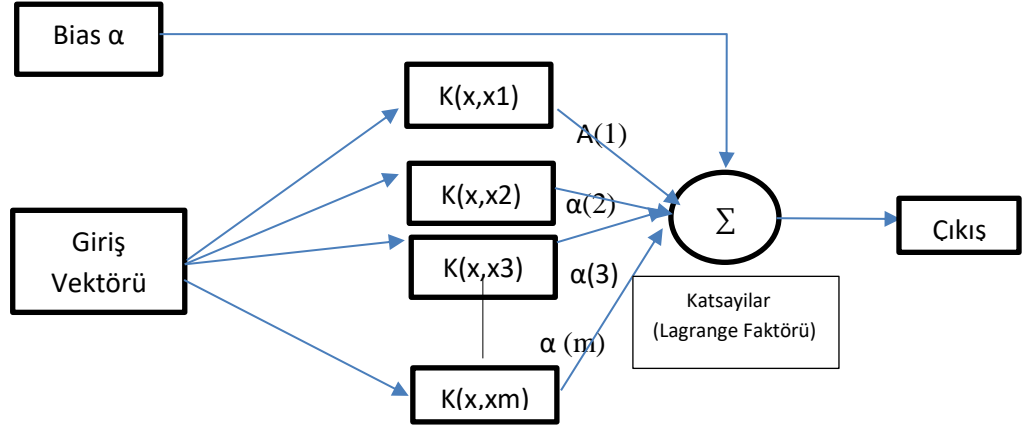 Bias α
K(x,x1)
A(1)
K(x,x2)
α(2)
Σ
Giriş
Vektörü
Çıkış
K(x,x3)
α(3)
Katsayilar
(Lagrange Faktörü)
α (m)
K(x,xm)